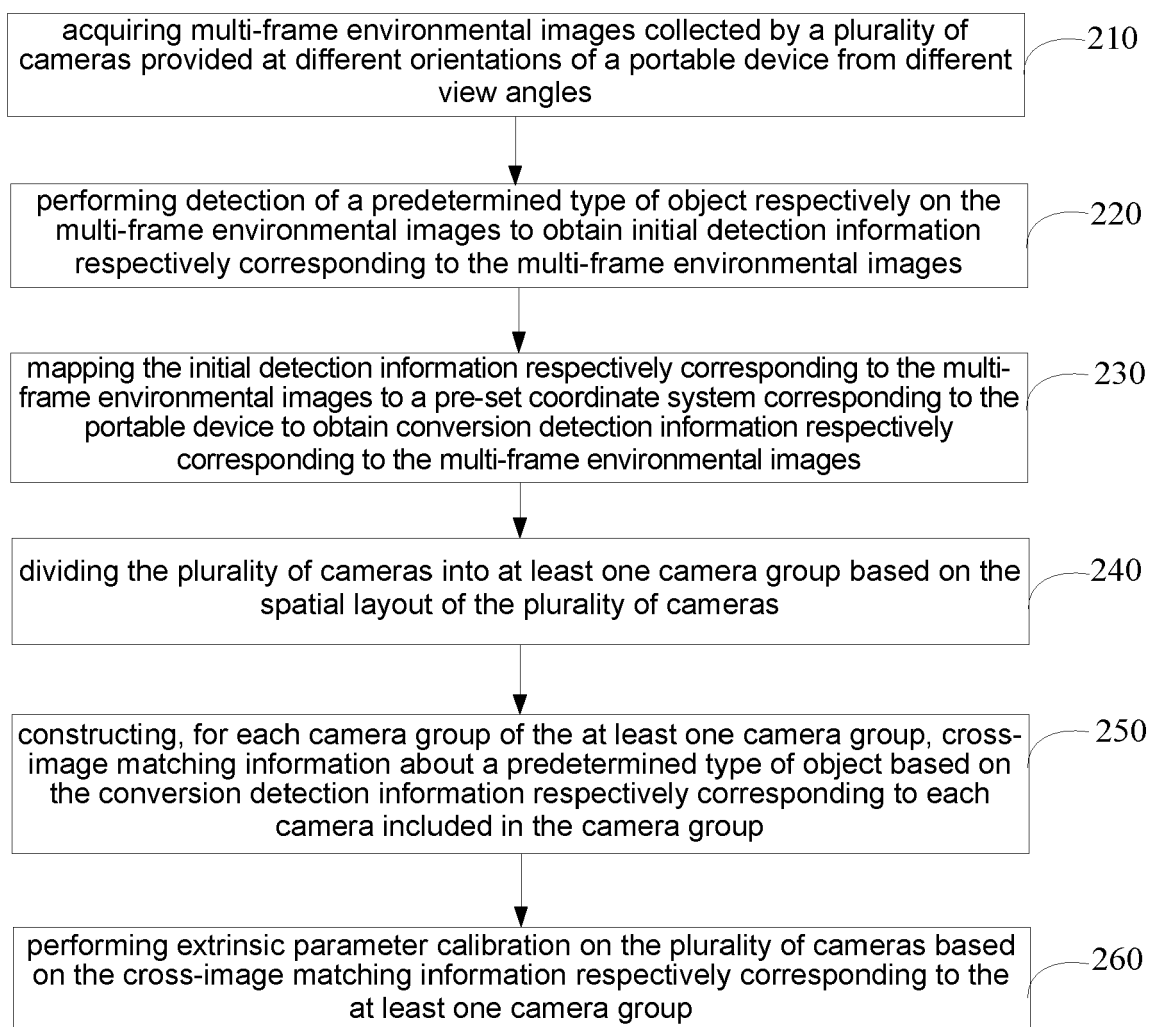 acquiring multi-frame environmental images collected by a plurality of
cameras provided at different orientations of a portable device from different
view angles
210
performing detection of a predetermined type of object respectively on the
multi-frame environmental images to obtain initial detection information
respectively corresponding to the multi-frame environmental images
220
mapping the initial detection information respectively corresponding to the multi-
frame environmental images to a pre-set coordinate system corresponding to the
portable device to obtain conversion detection information respectively
corresponding to the multi-frame environmental images
230
dividing the plurality of cameras into at least one camera group based on the
spatial layout of the plurality of cameras
240
constructing, for each camera group of the at least one camera group, cross-
image matching information about a predetermined type of object based on
the conversion detection information respectively corresponding to each
camera included in the camera group
250
performing extrinsic parameter calibration on the plurality of cameras based
on the cross-image matching information respectively corresponding to the
at least one camera group
260